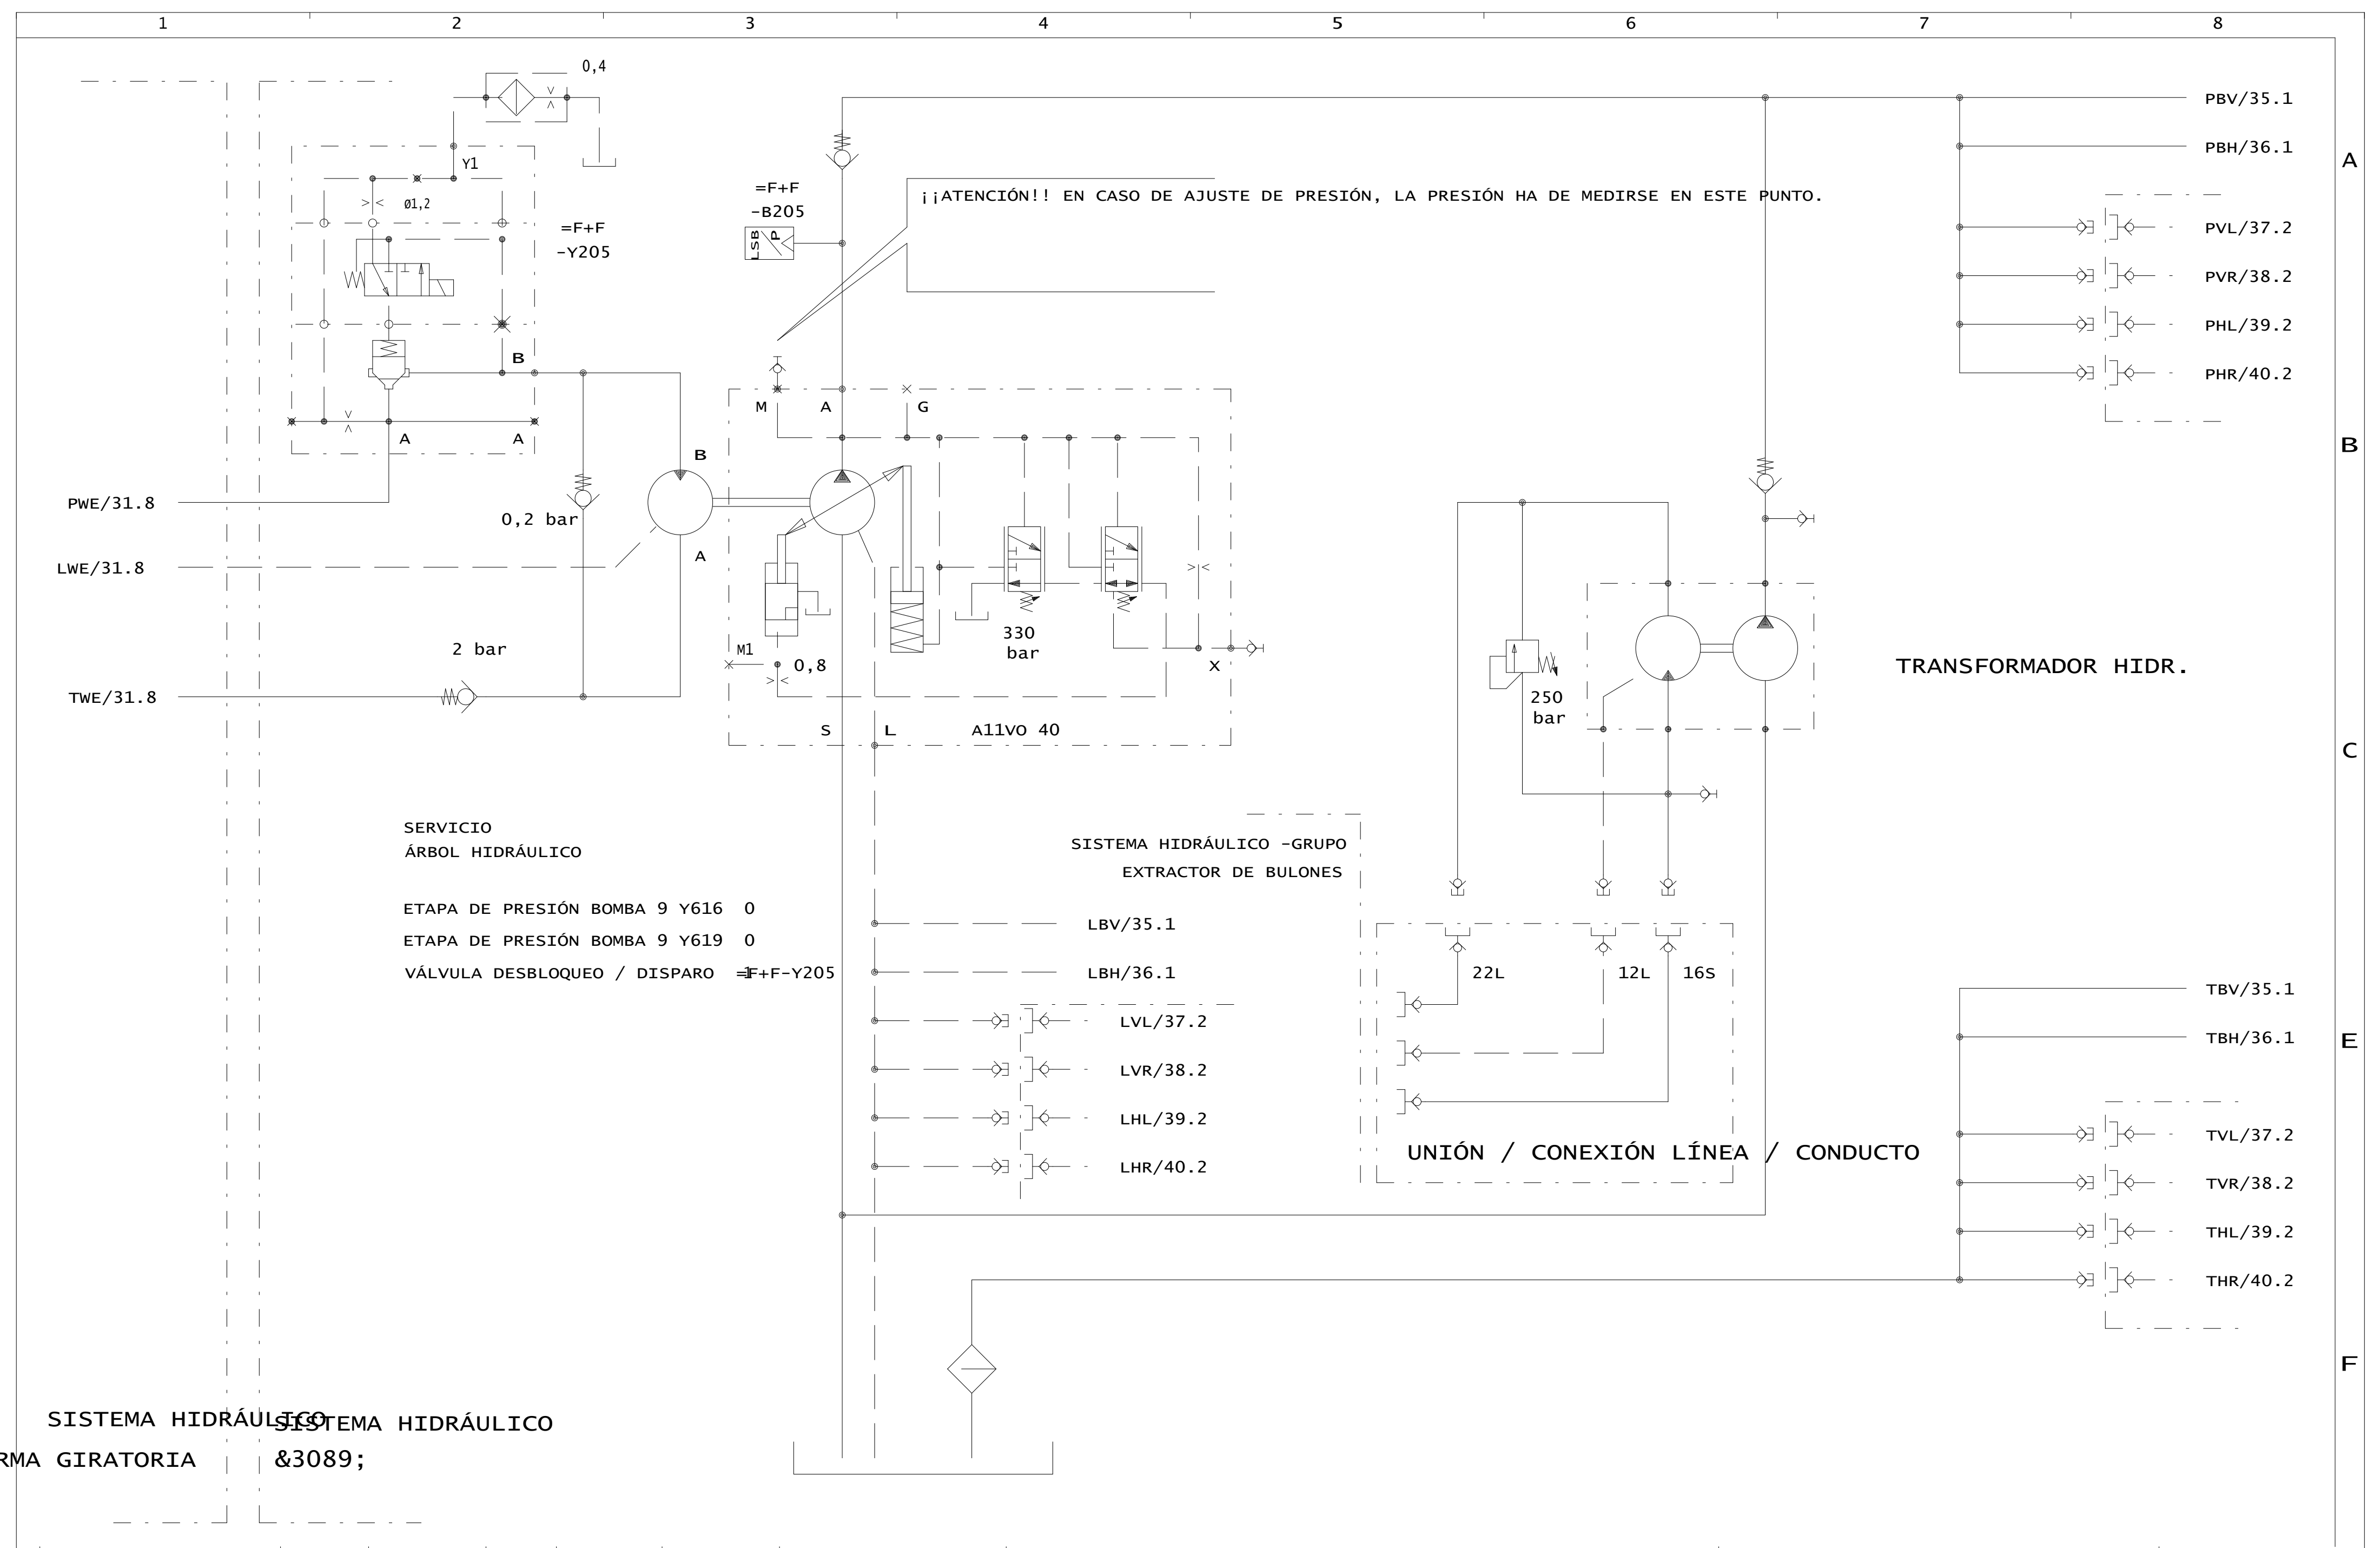 1 2 3 4 5 6 7 8
0,4
PBV/35.1
PBH/36.1
A
Y1
=F+F
-B205
¡¡ATENCIÓN!! EN CASO DE AJUSTE DE PRESIÓN, LA PRESIÓN HA DE MEDIRSE EN ESTE PUNTO.
ø1,2
=F+F
-Y205
LSB
P
PVL/37.2
PVR/38.2
PHL/39.2
PHR/40.2
B
A
A
M
A
G
B
B
PWE/31.8
0,2 bar
A
LWE/31.8
2 bar
M1
0,8
330
bar
X
TWE/31.8
250
bar
TRANSFORMADOR HIDR.
S
L
A11VO 40
C
SERVICIO
ÁRBOL HIDRÁULICO
SISTEMA HIDRÁULICO -GRUPO
EXTRACTOR DE BULONES
ETAPA DE PRESIÓN BOMBA 9 Y616 0
ETAPA DE PRESIÓN BOMBA 9 Y619 0
VÁLVULA DESBLOQUEO / DISPARO =F+F-Y205 1
LBV/35.1
LBH/36.1
LVL/37.2
LVR/38.2
LHL/39.2
LHR/40.2
22L
12L
16S
UNIÓN / CONEXIÓN LÍNEA / CONDUCTO
TBV/35.1
TBH/36.1
E
TVL/37.2
TVR/38.2
THL/39.2
THR/40.2
F
SISTEMA HIDRÁULICO
RMA GIRATORIA
SISTEMA HIDRÁULICO
&3089;